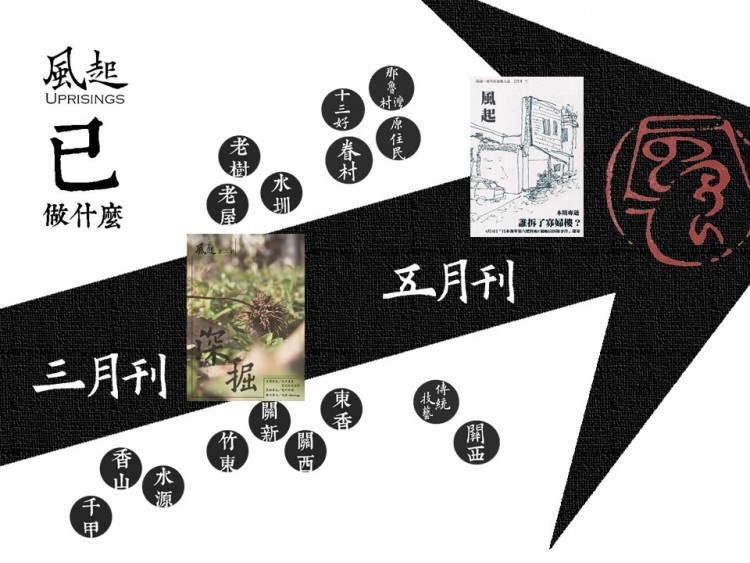 風起
UPRISINGS
已
做什麼
那魯灣
村
原住民
十三好
眷村
老樹
老屋
水圳
風起
本期專題
誰拆了寡婦樓？
五月刊
風起
深掘
三月刊
關新
竹東
關西
東香
傳統
技藝
關西
香山
水源
千甲